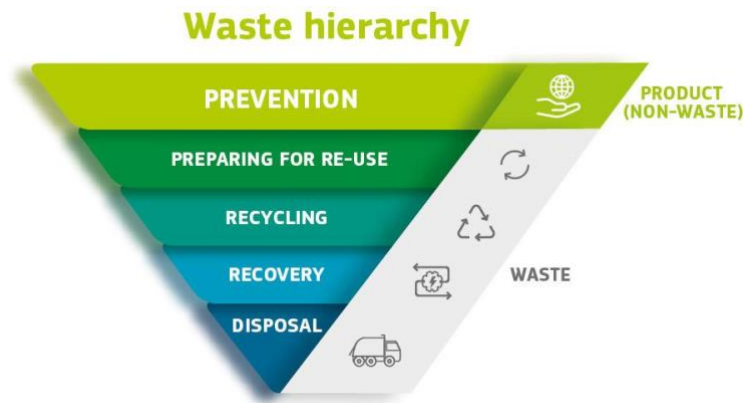 Waste hierarchy
PREVENTION
PRODUCT
(NON-WASTE)
PREPARING FOR RE-USE
RECYCLING
RECOVERY
WASTE
DISPOSAL